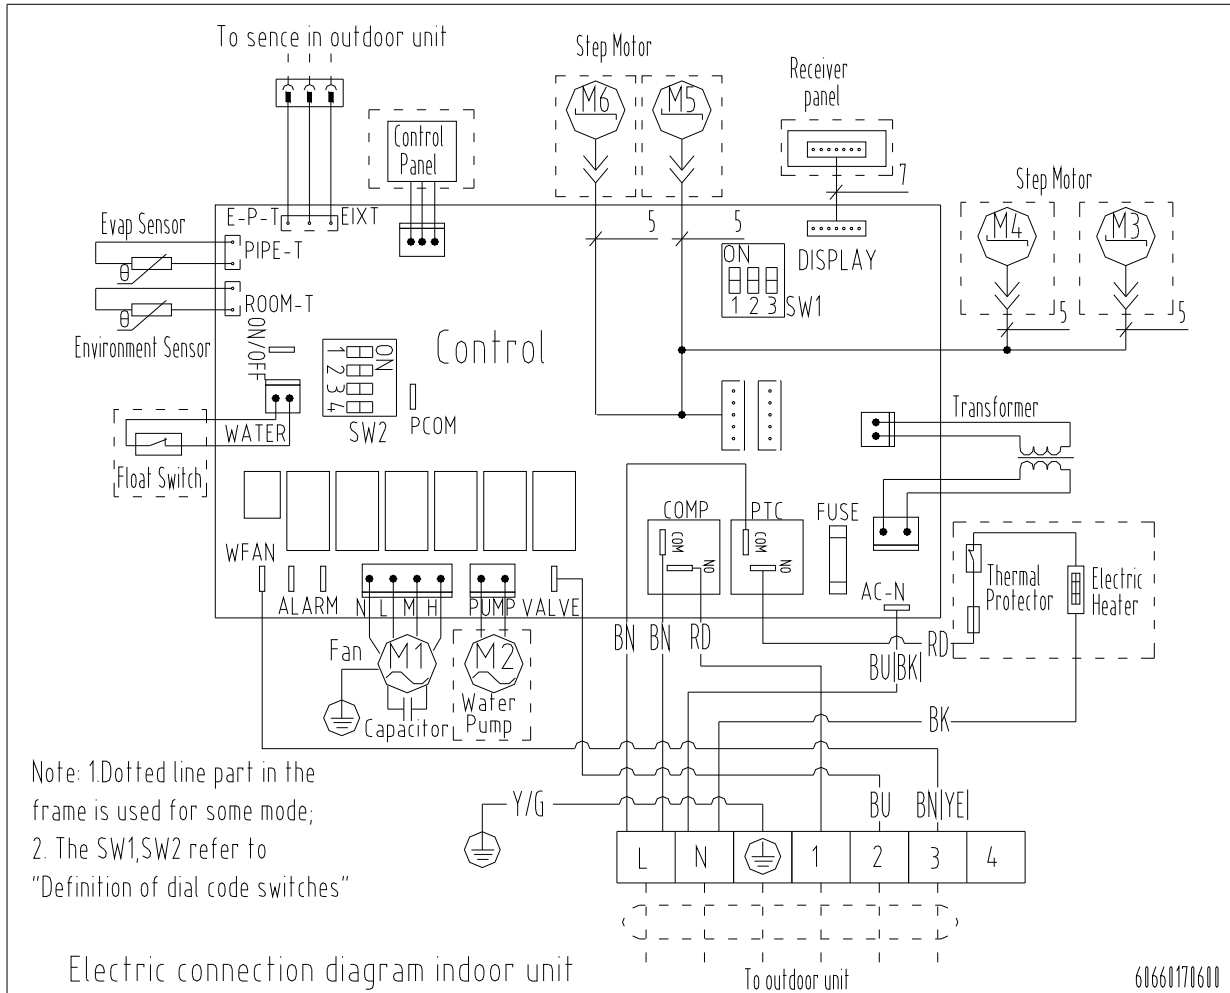 To sence in outdoor unit
Step Motor
Receiver
panel
M6
M5
Control
Panel
7
Step Motor
M4
M3
E-P-T
EIXT
Evap Sensor
PIPE-T
θ
5
5
DISPLAY
ON
1 2 3
SW1
5
5
ROOM-T
θ
Environment Sensor
ON/OFF
Control
ON
1
2
3
4
SW2
PCOM
WATER
Float Switch
Transformer
COMP
COM
NO
PTC
COM
NO
FUSE
WFAN
ALARM
N
L
M
H
PUMP
VALVE
AC-N
Thermal
Protector
Electric
Heater
Fan
M1
M2
Water
Pump
Capacitor
BN
BN
RD
BU|BK|
RD
BK
Note: 1.Dotted line part in the
frame is used for some mode;
2. The SW1,SW2 refer to
"Definition of dial code switches"
Y/G
BU
BN|YE|
L
N
1
2
3
4
Electric connection diagram indoor unit
To outdoor unit
60660170600